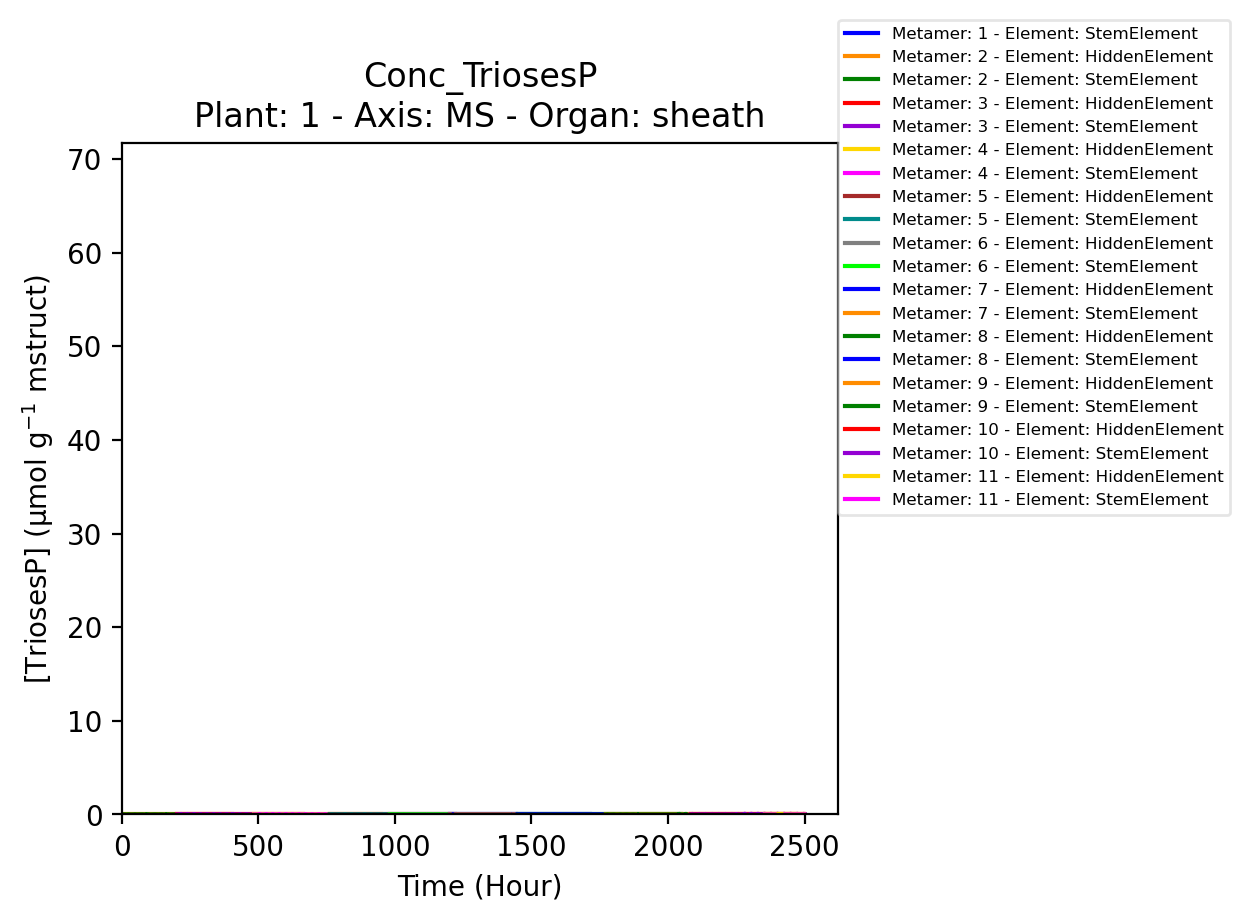 Conc_TriosesP
Plant: 1 - Axis: MS - Organ: sheath
Metamer: 1 - Element: StemElement
Metamer: 2 - Element: HiddenElement
Metamer: 2 - Element: StemElement
Metamer: 3 - Element: HiddenElement
Metamer: 3 - Element: StemElement
Metamer: 4 - Element: HiddenElement
Metamer: 4 - Element: StemElement
Metamer: 5 - Element: HiddenElement
Metamer: 5 - Element: StemElement
Metamer: 6 - Element: HiddenElement
Metamer: 6 - Element: StemElement
Metamer: 7 - Element: HiddenElement
Metamer: 7 - Element: StemElement
Metamer: 8 - Element: HiddenElement
Metamer: 8 - Element: StemElement
Metamer: 9 - Element: HiddenElement
Metamer: 9 - Element: StemElement
Metamer: 10 - Element: HiddenElement
Metamer: 10 - Element: StemElement
Metamer: 11 - Element: HiddenElement
Metamer: 11 - Element: StemElement
[TriosesP] (µmol g⁻¹ mstruct)
70
60
50
40
30
20
10
0
0 500 1000 1500 2000 2500
Time (Hour)